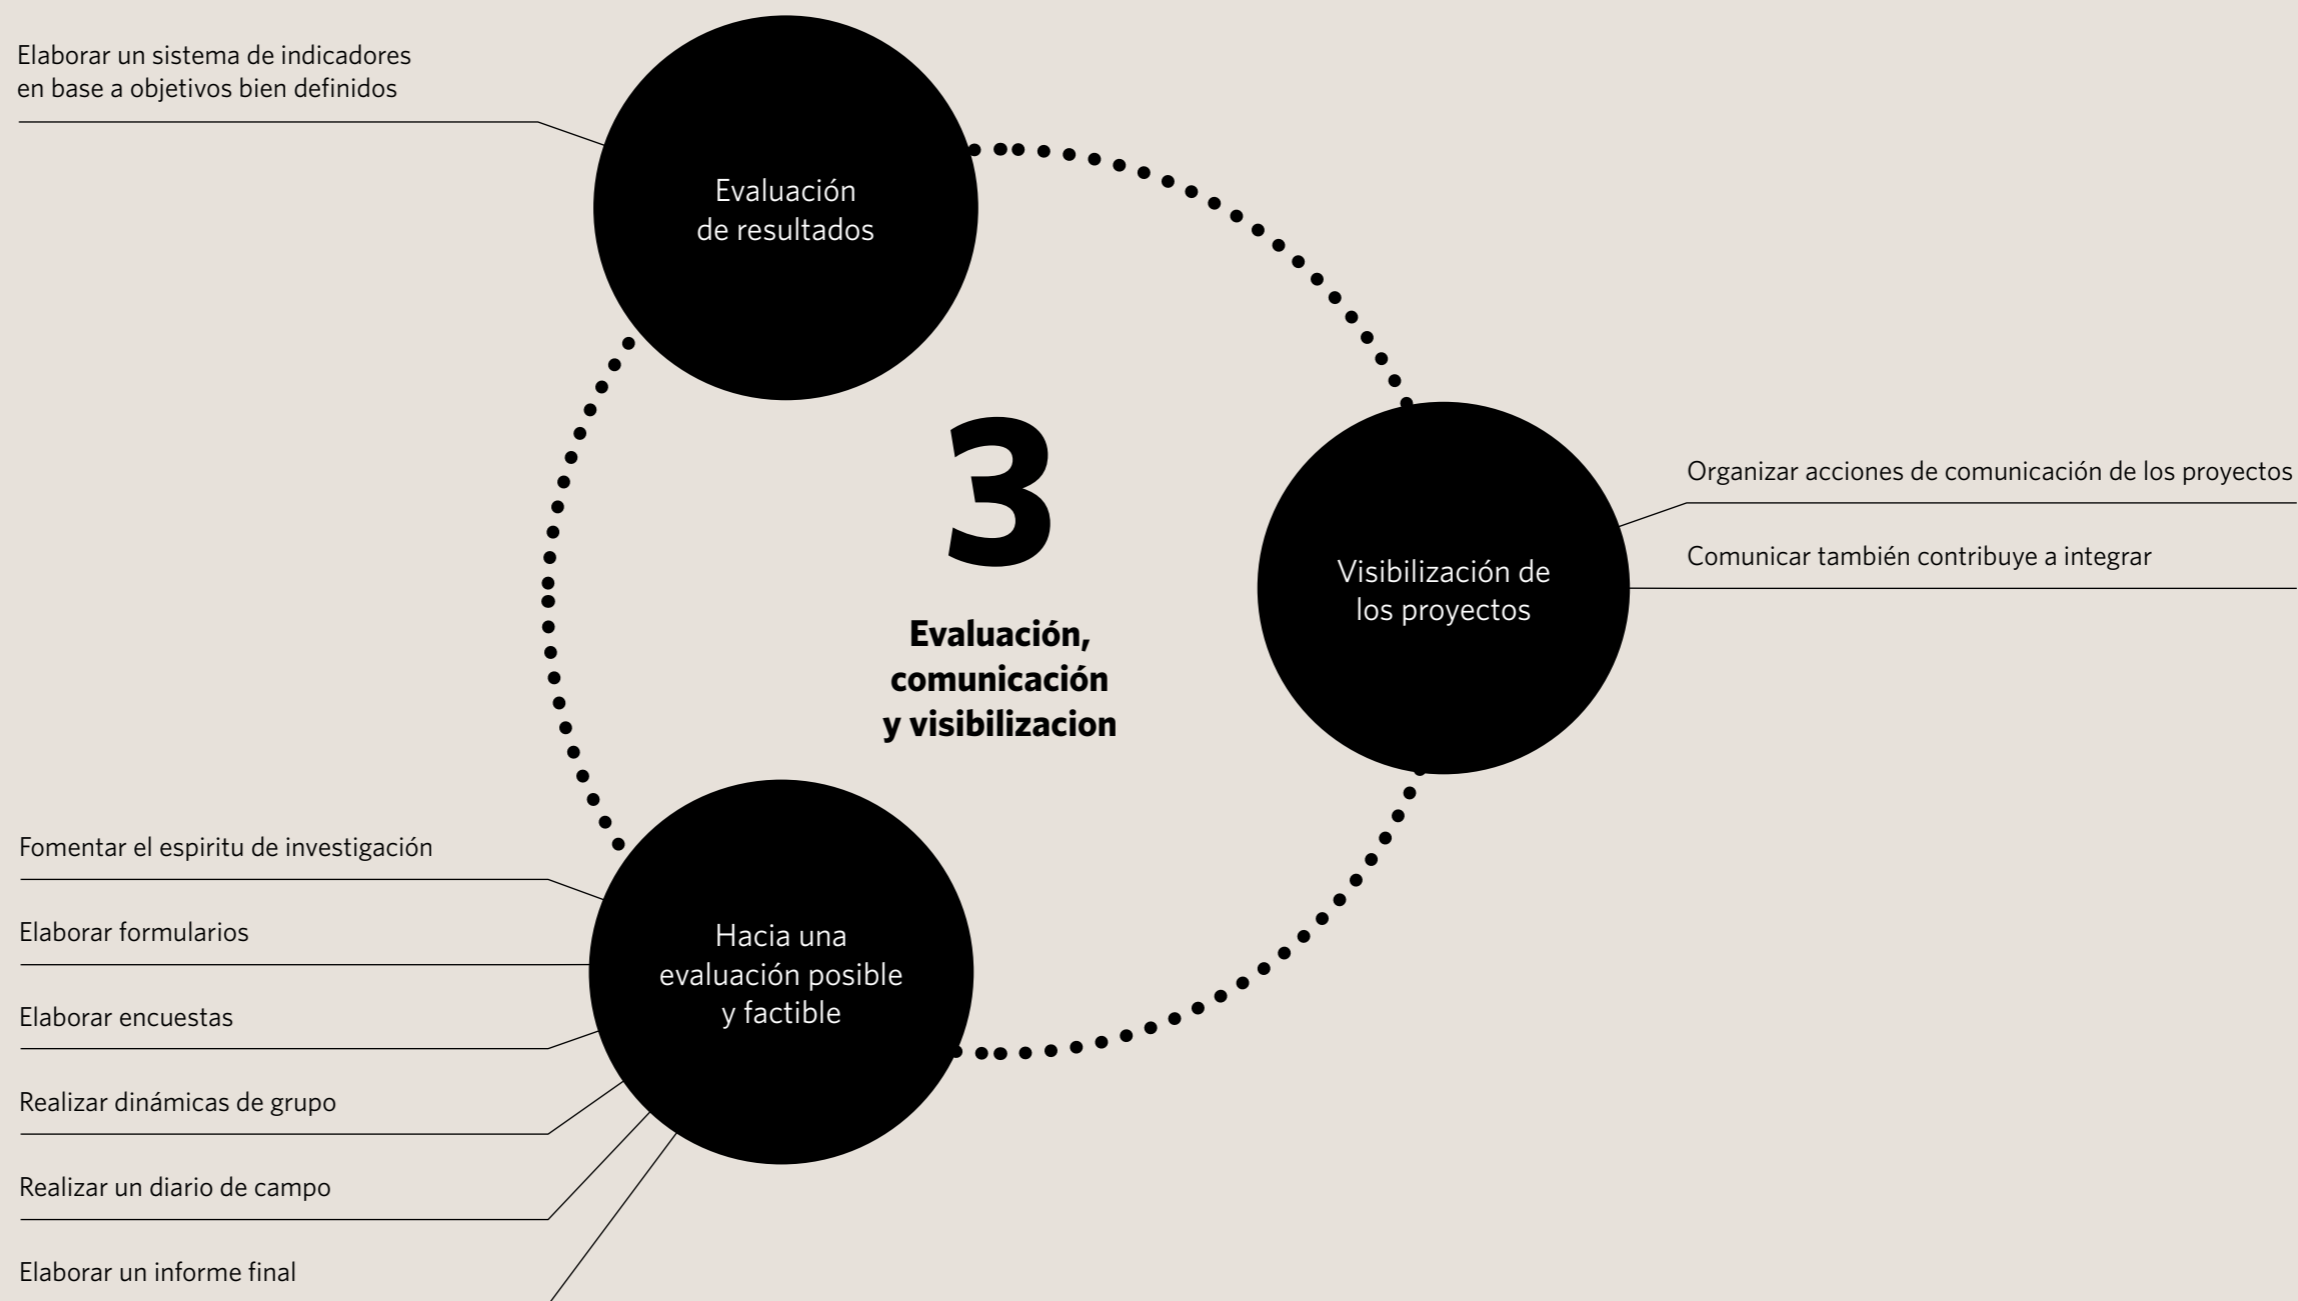 Elaborar un sistema de indicadores
en base a objetivos bien definidos
Evaluación
de resultados
3
Evaluación,
comunicación
y visibilizacion
Visibilización de
los proyectos
Organizar acciones de comunicación de los proyectos
Comunicar también contribuye a integrar
Hacia una
evaluación posible
y factible
Fomentar el espiritu de investigación
Elaborar formularios
Elaborar encuestas
Realizar dinámicas de grupo
Realizar un diario de campo
Elaborar un informe final